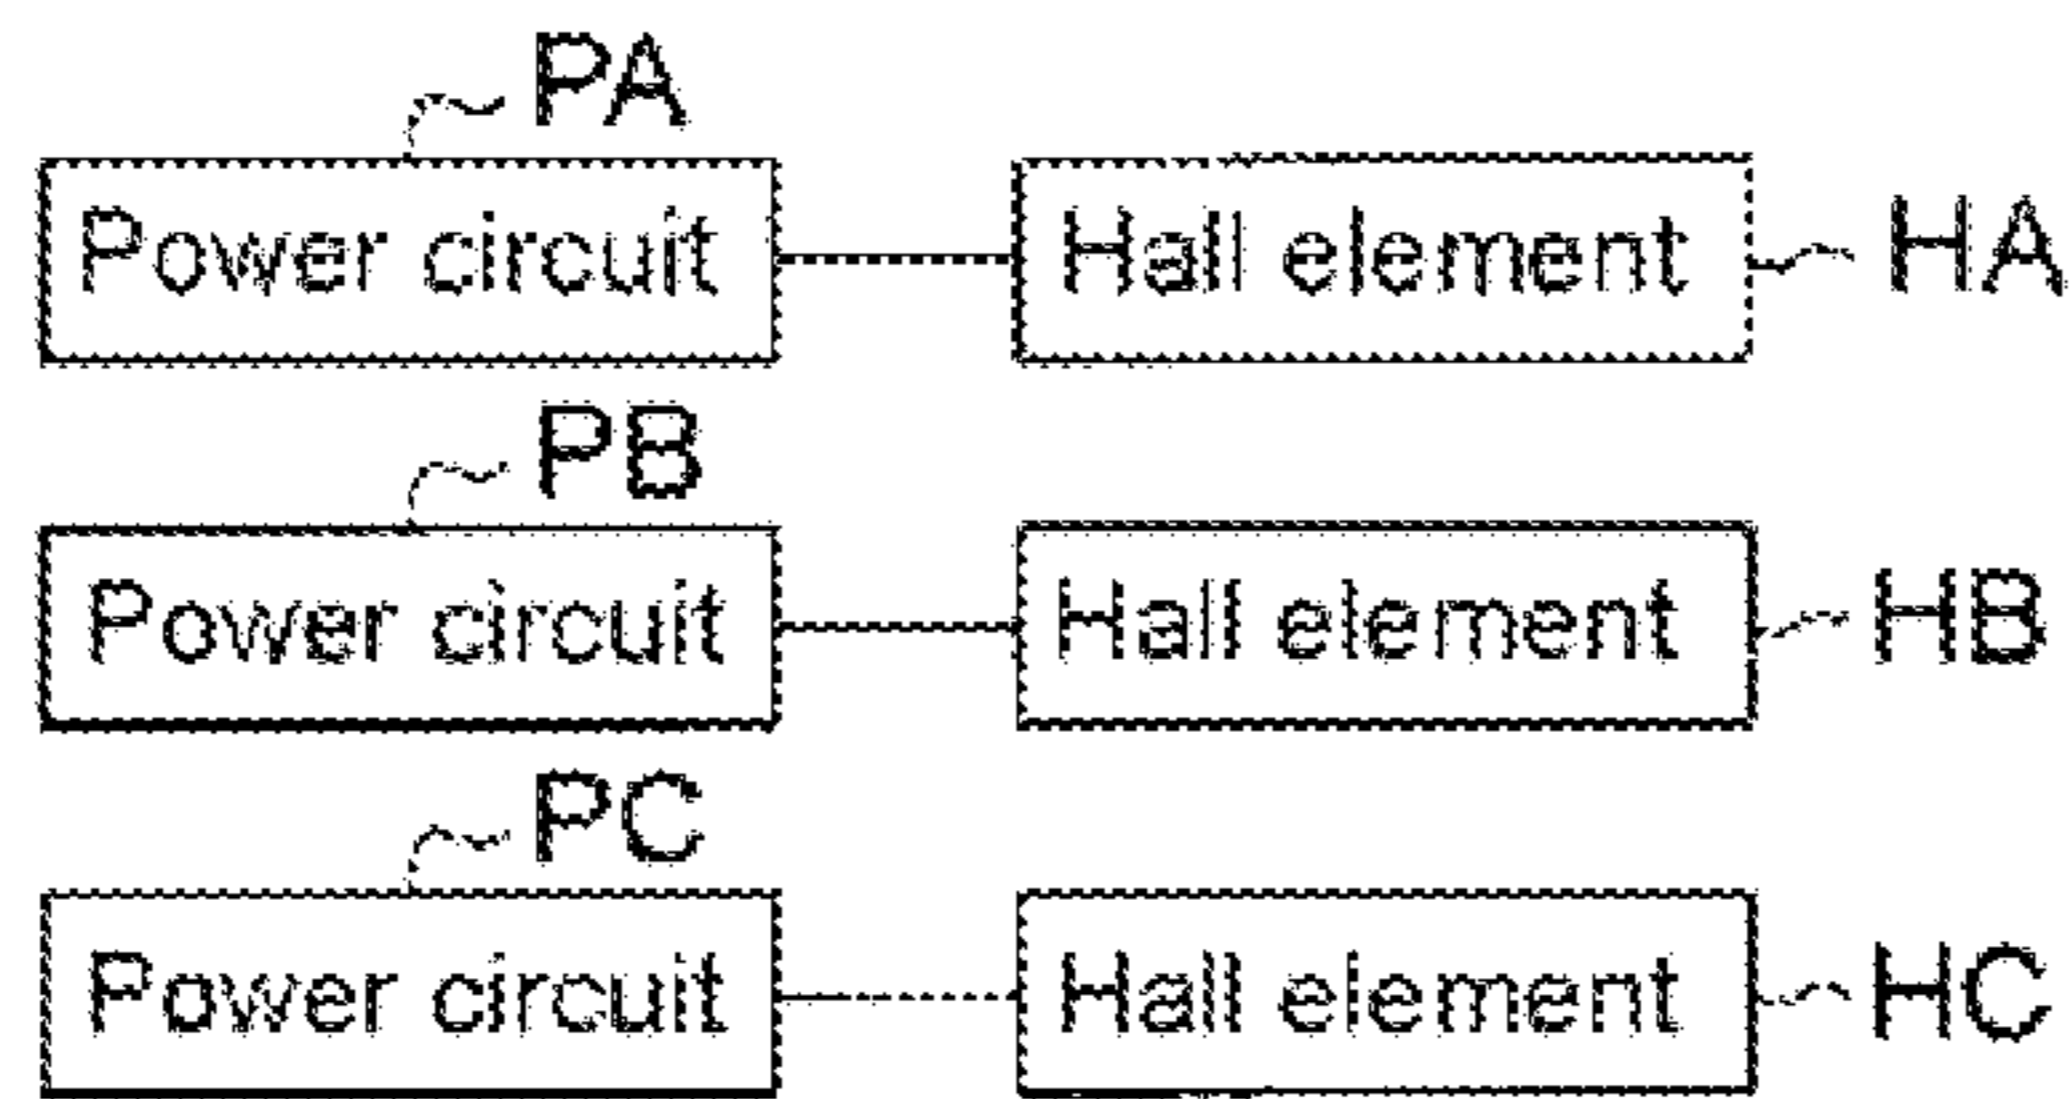 PA
Power circuit Hall element HA
PB
Power circuit Hall element HB
PC
Power circuit Hall element HC